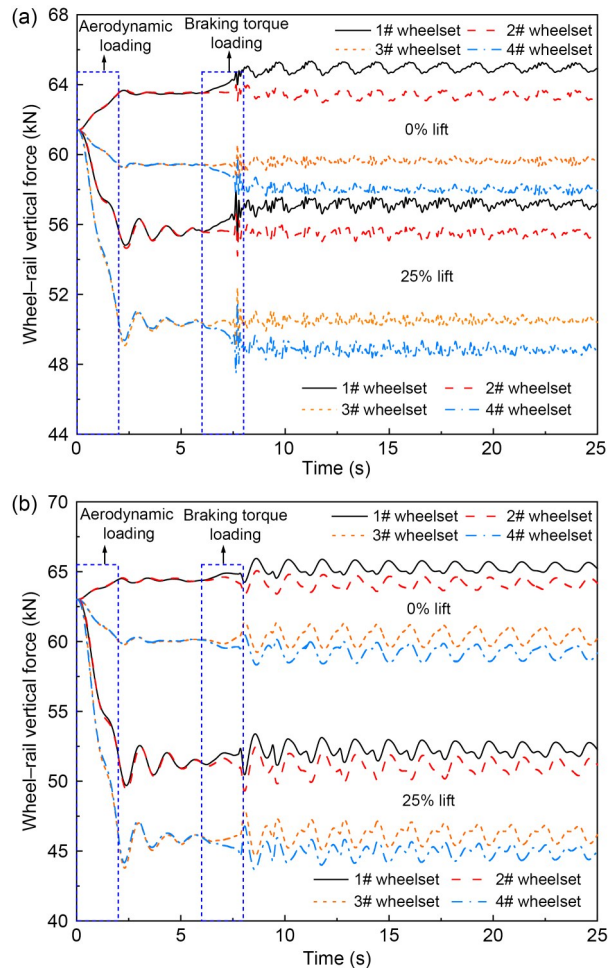 (a)
Aerodynamic
loading
Braking torque
loading
1# wheelset 2# wheelset
3# wheelset 4# wheelset
68
64
60
56
52
48
44
Wheel–rail vertical force (kN)
0% lift
25% lift
1# wheelset 2# wheelset
3# wheelset 4# wheelset
0 5 10 15 20 25
Time (s)
(b)
Aerodynamic
loading
Braking torque
loading
1# wheelset 2# wheelset
3# wheelset 4# wheelset
70
65
60
55
50
45
40
Wheel–rail vertical force (kN)
0% lift
25% lift
1# wheelset 2# wheelset
3# wheelset 4# wheelset
0 5 10 15 20 25
Time (s)